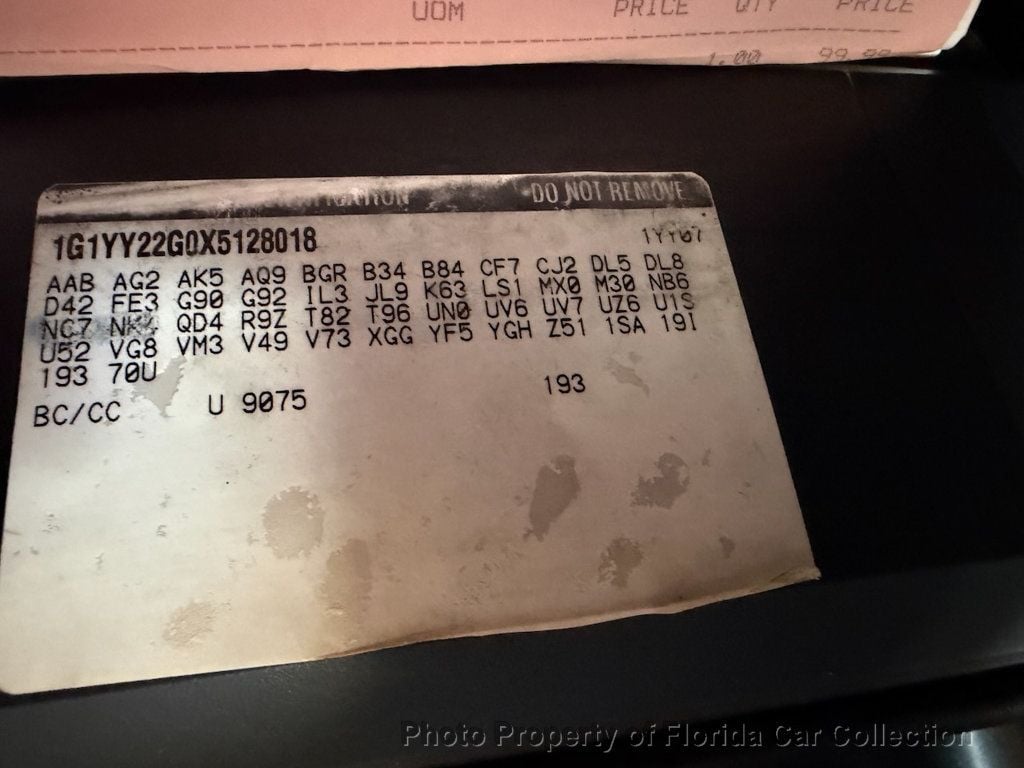 UOM PRICE QTY PRICE
1.00
DO NOT REMOVE
1G1YY22G0X5128018 1YY07
AAB AG2 AK5 AQ9 BGR B34 B84 CF7 CJ2 DL5 DL8
D42 FE3 G90 G92 IL3 JL9 K63 LS1 MX0 M30 NB6
NC7 NK4 QD4 R9Z T82 T96 UN0 UV6 UV7 UZ6 U1S
U52 VG8 VM3 V49 V73 XGG YF5 YGH Z51 1SA 19I
193 70U
BC/CC U 9075 193
Photo Property of Florida Car Collection